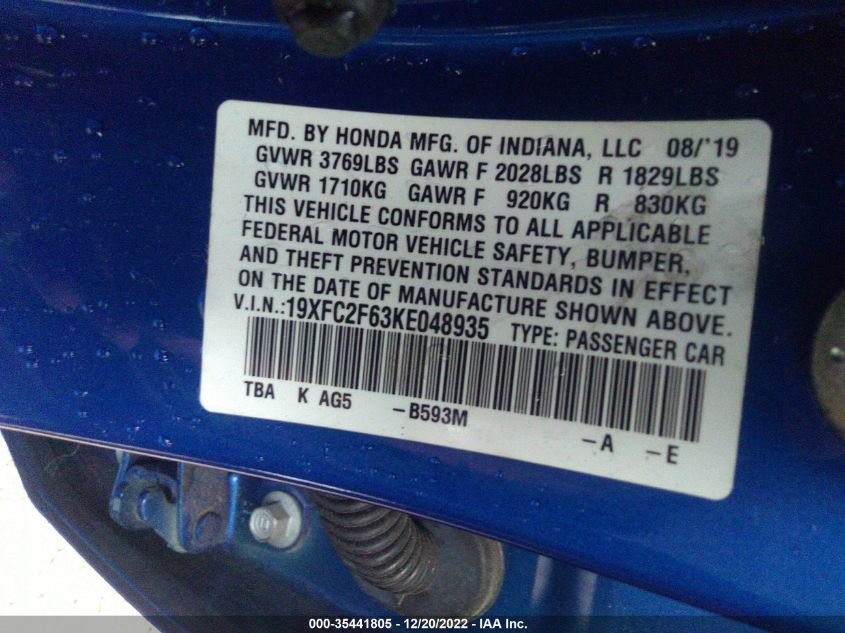 MFD. BY HONDA MFG. OF INDIANA, LLC 08/'19
GVWR 3769LBS GAWR F 2028LBS R 1829LBS
GVWR 1710KG GAWR F 920KG R 830KG
THIS VEHICLE CONFORMS TO ALL APPLICABLE
FEDERAL MOTOR VEHICLE SAFETY, BUMPER,
AND THEFT PREVENTION STANDARDS IN EFFECT
ON THE DATE OF MANUFACTURE SHOWN ABOVE.
V.I.N.:19XFC2F63KE048935 TYPE: PASSENGER CAR
TBA K AG5 -B593M -A -E
000-35441805 - 12/20/2022 - IAA Inc.